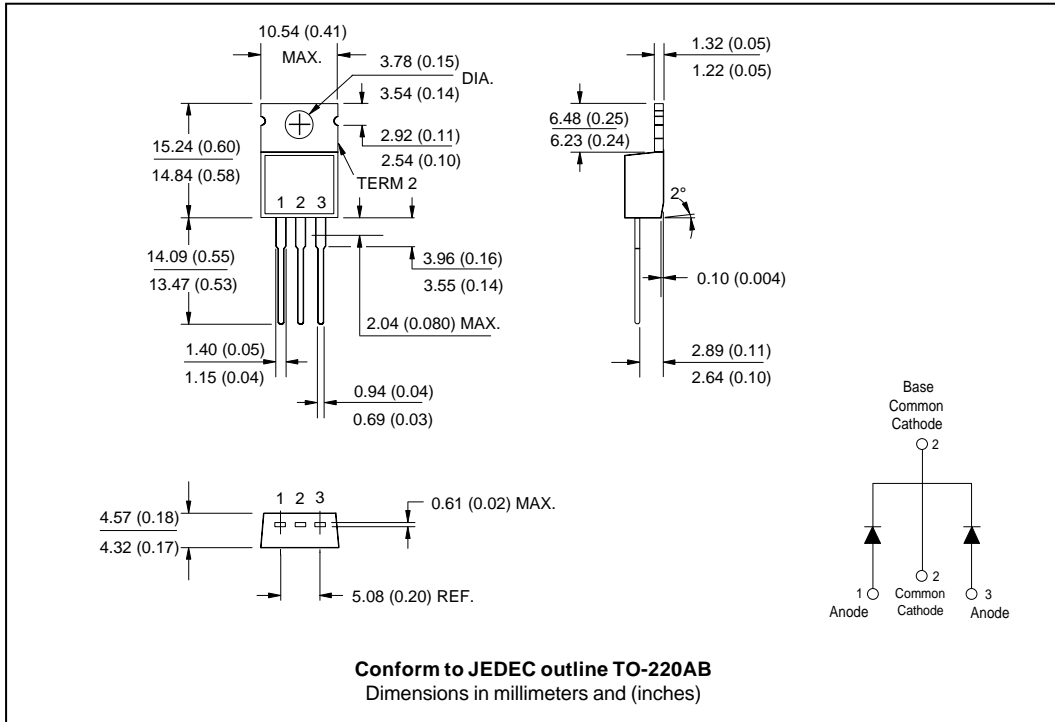 10.54 (0.41)
MAX.
3.78 (0.15)
3.54 (0.14)
DIA.
2.92 (0.11)
2.54 (0.10)
TERM 2
15.24 (0.60)
14.84 (0.58)
1 2 3
14.09 (0.55)
13.47 (0.53)
3.96 (0.16)
3.55 (0.14)
2.04 (0.080) MAX.
1.40 (0.05)
1.15 (0.04)
0.94 (0.04)
0.69 (0.03)
1.32 (0.05)
1.22 (0.05)
6.48 (0.25)
6.23 (0.24)
2°
0.10 (0.004)
2.89 (0.11)
2.64 (0.10)
1 2 3
4.57 (0.18)
4.32 (0.17)
0.61 (0.02) MAX.
5.08 (0.20) REF.
Base
Common
Cathode
2
2
1
Anode
Common
Cathode
3
Anode
Conform to JEDEC outline TO-220AB
Dimensions in millimeters and (inches)